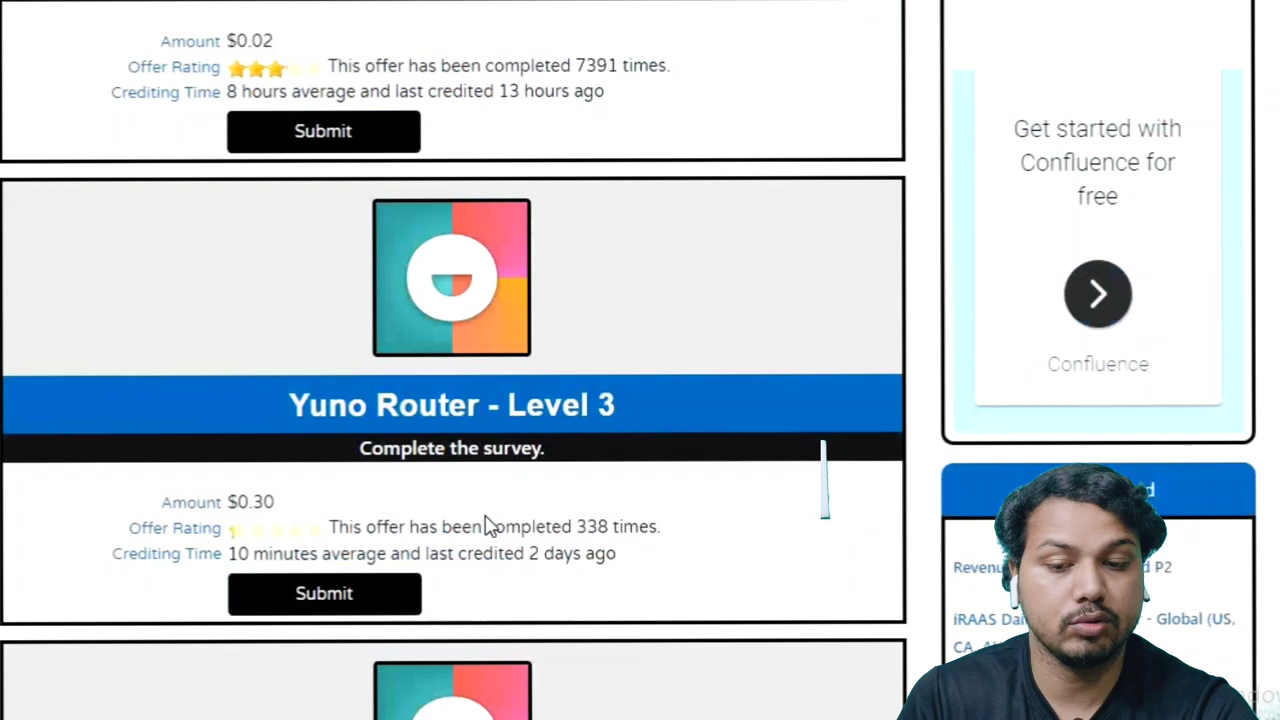 Amount $0.02
Offer Rating This offer has been completed 7391 times.
Crediting Time 8 hours average and last credited 13 hours ago
Submit
Yuno Router - Level 3
Complete the survey.
Amount $0.30
Offer Rating This offer has been completed 338 times.
Crediting Time 10 minutes average and last credited 2 days ago
Submit
Get started with
Confluence for
free
Confluence
P2
iRAAS
- Global (US,
CA,